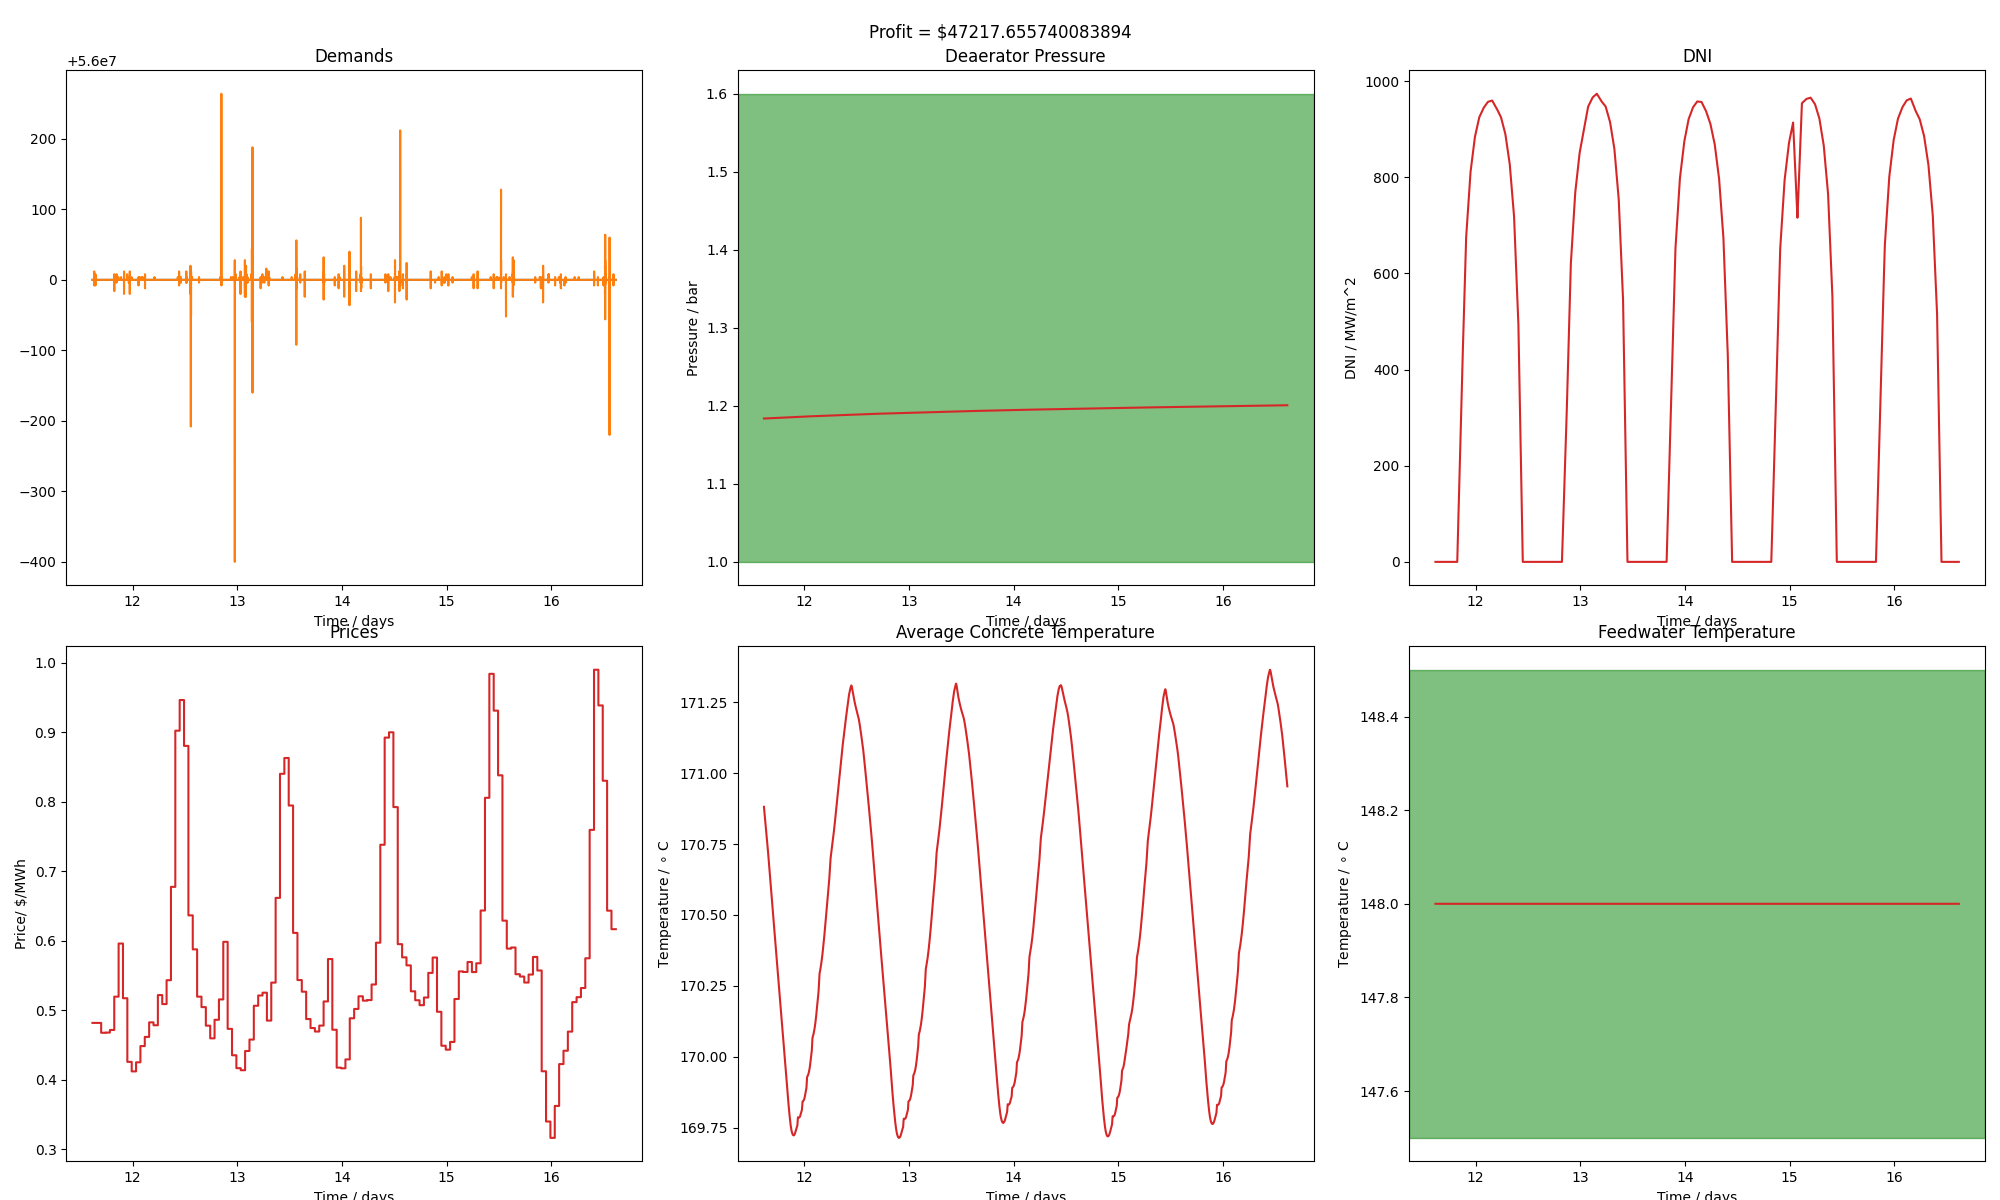 Profit = $47217.655740083894
Demands
+5.6e7
200
100
0
−100
−200
−300
−400
12 13 14 15 16
Time / days
Deaerator Pressure
Pressure / bar
1.6
1.5
1.4
1.3
1.2
1.1
1.0
12 13 14 15 16
Time / days
DNI
DNI / MW/m^2
1000
800
600
400
200
0
12 13 14 15 16
Time / days
Prices
Price/ $/MWh
1.0
0.9
0.8
0.7
0.6
0.5
0.4
0.3
12 13 14 15 16
Time / days
Average Concrete Temperature
Temperature / ∘ C
171.25
171.00
170.75
170.50
170.25
170.00
169.75
12 13 14 15 16
Time / days
Feedwater Temperature
Temperature / ∘ C
148.4
148.2
148.0
147.8
147.6
12 13 14 15 16
Time / days